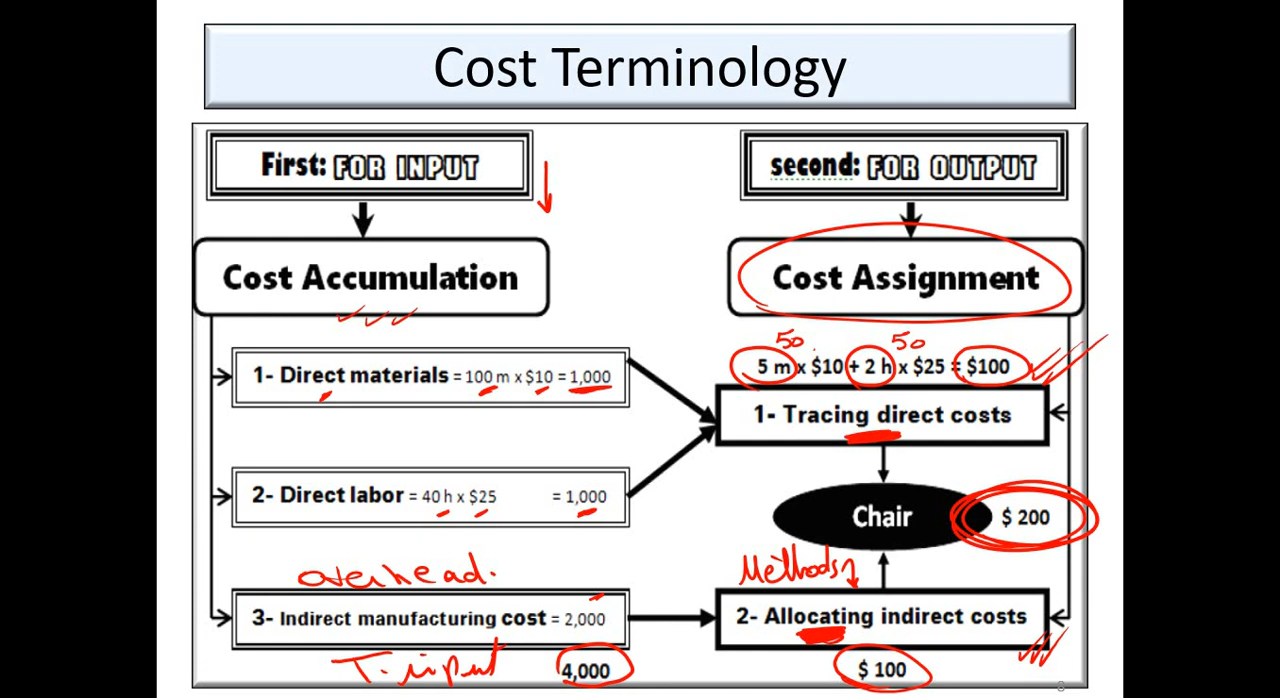 Cost Terminology
First: FOR INPUT
Cost Accumulation
1- Direct materials = 100 m x $10 = 1,000
2- Direct labor = 40 h x $25 = 1,000
overhead.
3- Indirect manufacturing cost = 2,000
T. input 4,000
second: FOR OUTPUT
Cost Assignment
50 50
5 m x $10 + 2 h x $25 = $100
1- Tracing direct costs
Chair $ 200
Methods
2- Allocating indirect costs
$ 100
8